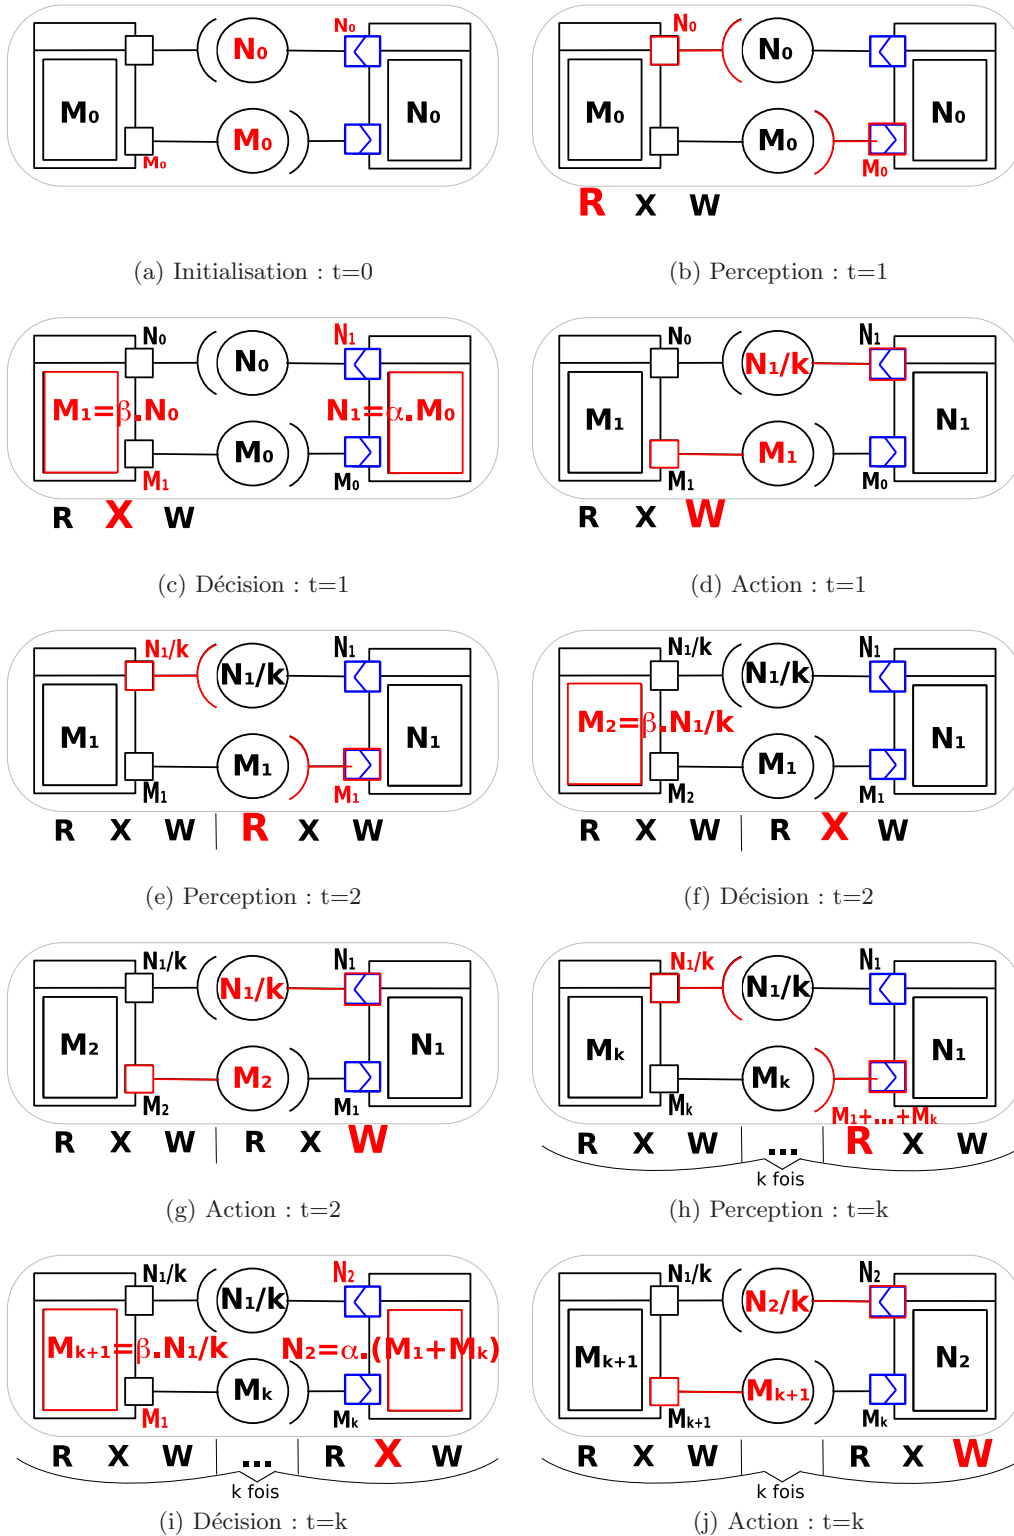 N₀ N₀
M₀ N₀
M₀ M₀
(a) Initialisation : t=0
N₀ N₀
M₀ N₀
M₀ M₀
R X W
(b) Perception : t=1
N₀ N₀ N₁
M₁=β.N₀ N₁=α.M₀
M₁ M₀ M₀
R X W
(c) Décision : t=1
N₀ N₁/k N₁
M₁ N₁
M₁ M₁ M₀
R X W
(d) Action : t=1
N₁/k N₁/k N₁
M₁ N₁
M₁ M₁ M₁
R X W R X W
(e) Perception : t=2
N₁/k N₁/k N₁
M₂=β.N₁/k N₁
M₂ M₁ M₁
R X W R X W
(f) Décision : t=2
N₁/k N₁/k N₁
M₂ N₁
M₂ M₂ M₁
R X W R X W
(g) Action : t=2
N₁/k N₁/k N₁
Mₖ N₁
Mₖ Mₖ M₁+...+Mₖ
R X W ... R X W
k fois
(h) Perception : t=k
N₁/k N₁/k N₂
Mₖ₊₁=β.N₁/k N₂=α.(M₁+Mₖ)
M₁ Mₖ Mₖ
R X W ... R X W
k fois
(i) Décision : t=k
N₁/k N₂/k N₂
Mₖ₊₁ N₂
Mₖ₊₁ Mₖ₊₁ Mₖ
R X W R X W
k fois
(j) Action : t=k